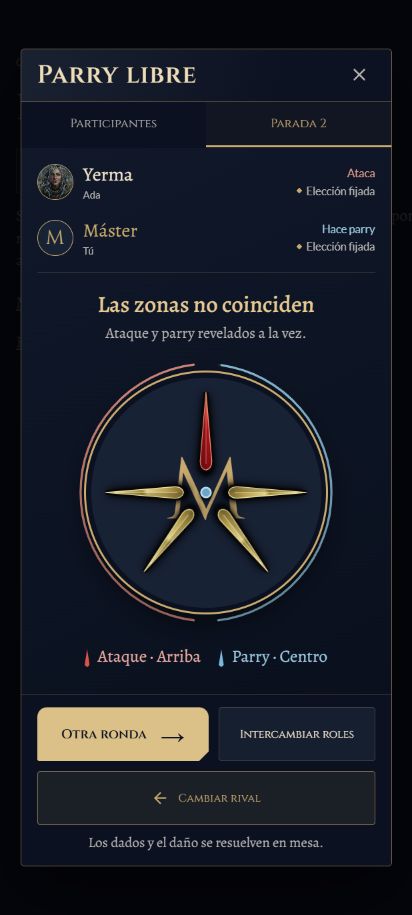 Parry libre
Participantes
Parada 2
Yerma
Ada
Ataca
Elección fijada
M
Máster
Tú
Hace parry
Elección fijada
Las zonas no coinciden
Ataque y parry revelados a la vez.
M
Ataque · Arriba
Parry · Centro
Otra ronda →
Intercambiar roles
← Cambiar rival
Los dados y el daño se resuelven en mesa.